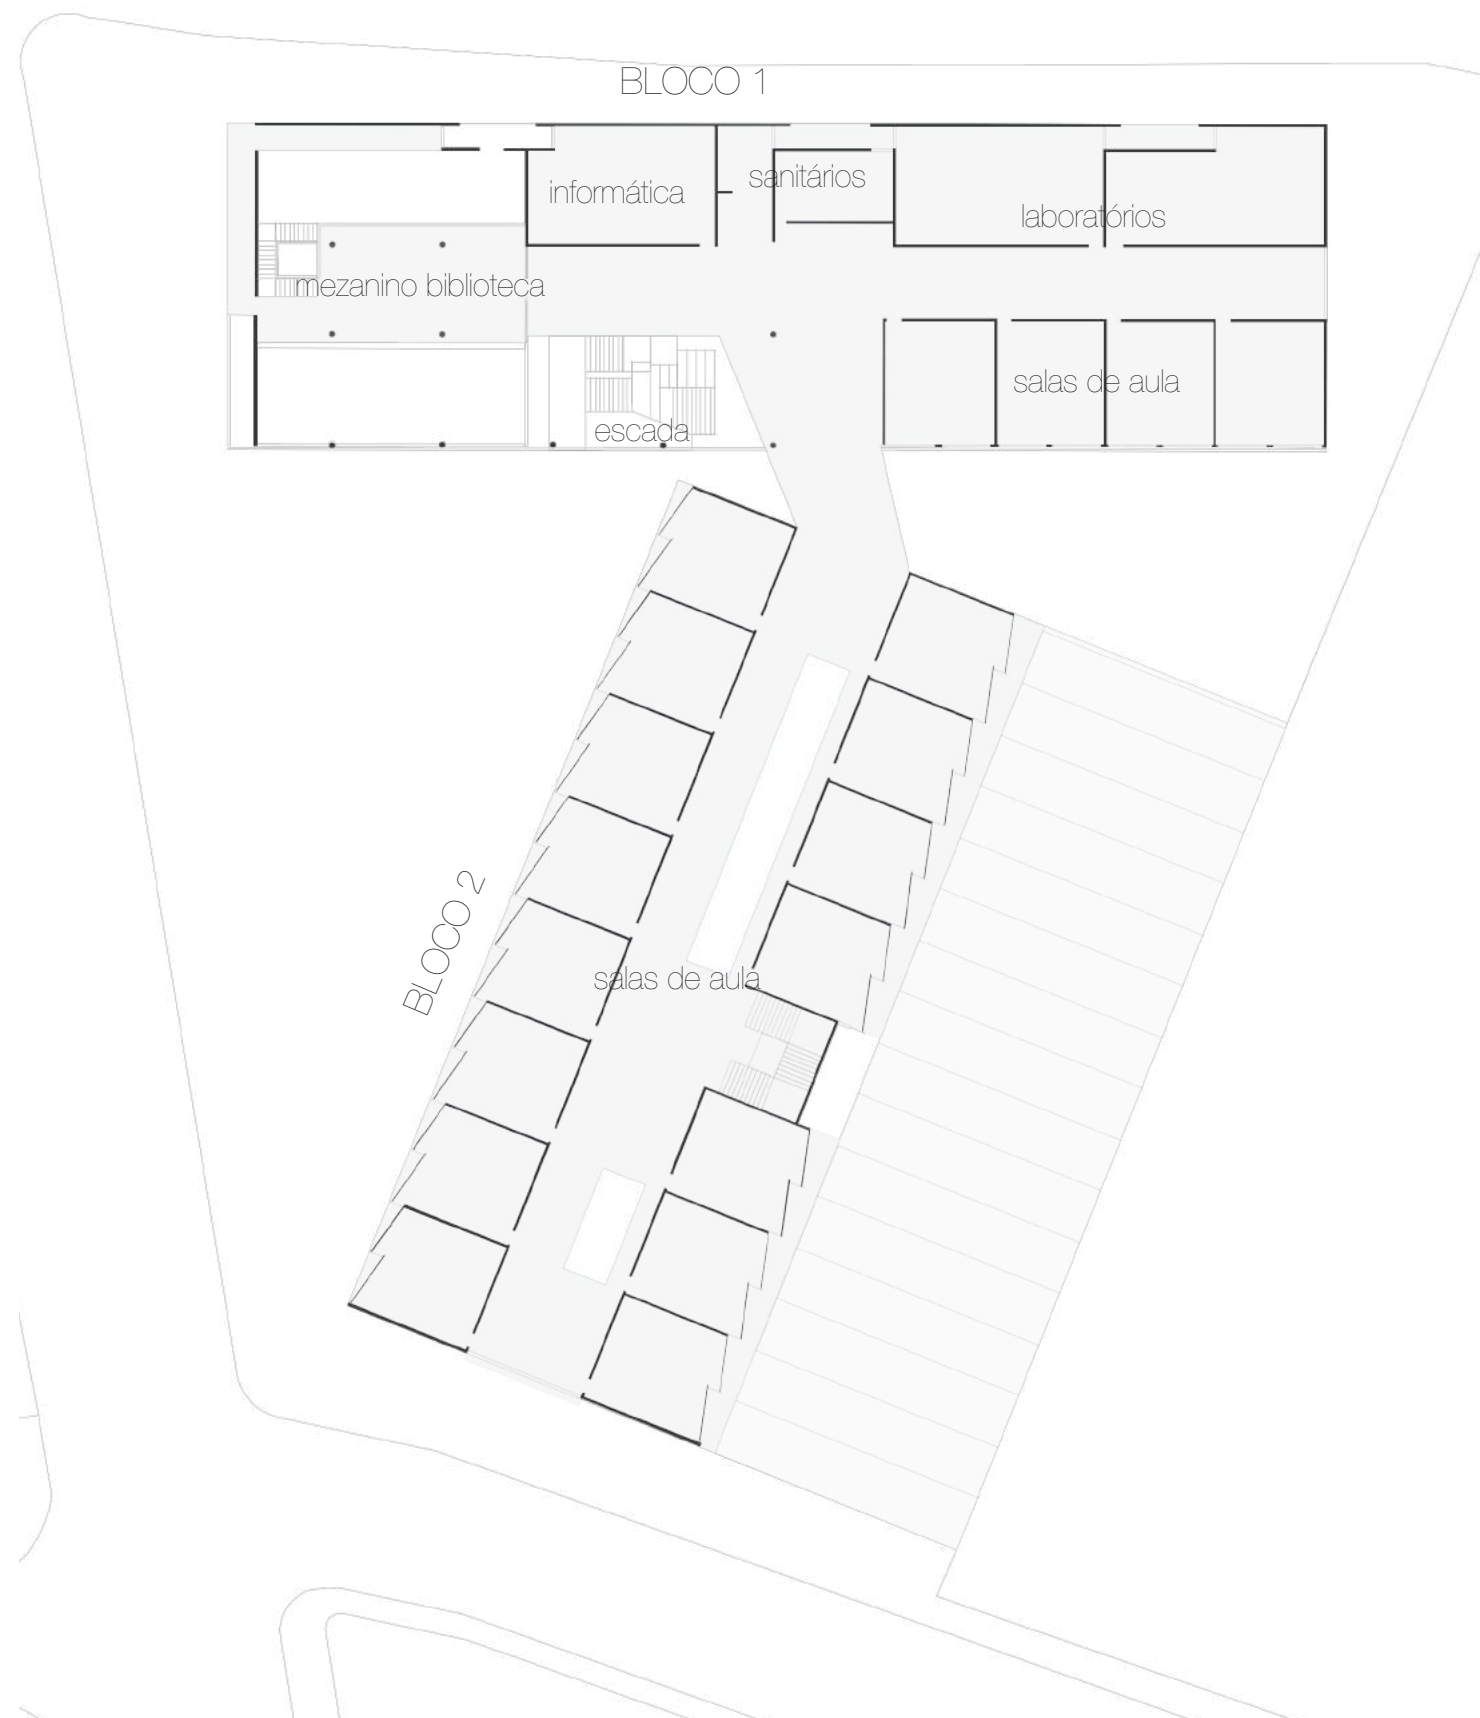 BLOCO 1
informática
sanitários
laboratórios
mezanino biblioteca
salas de aula
escada
BLOCO 2
salas de aula